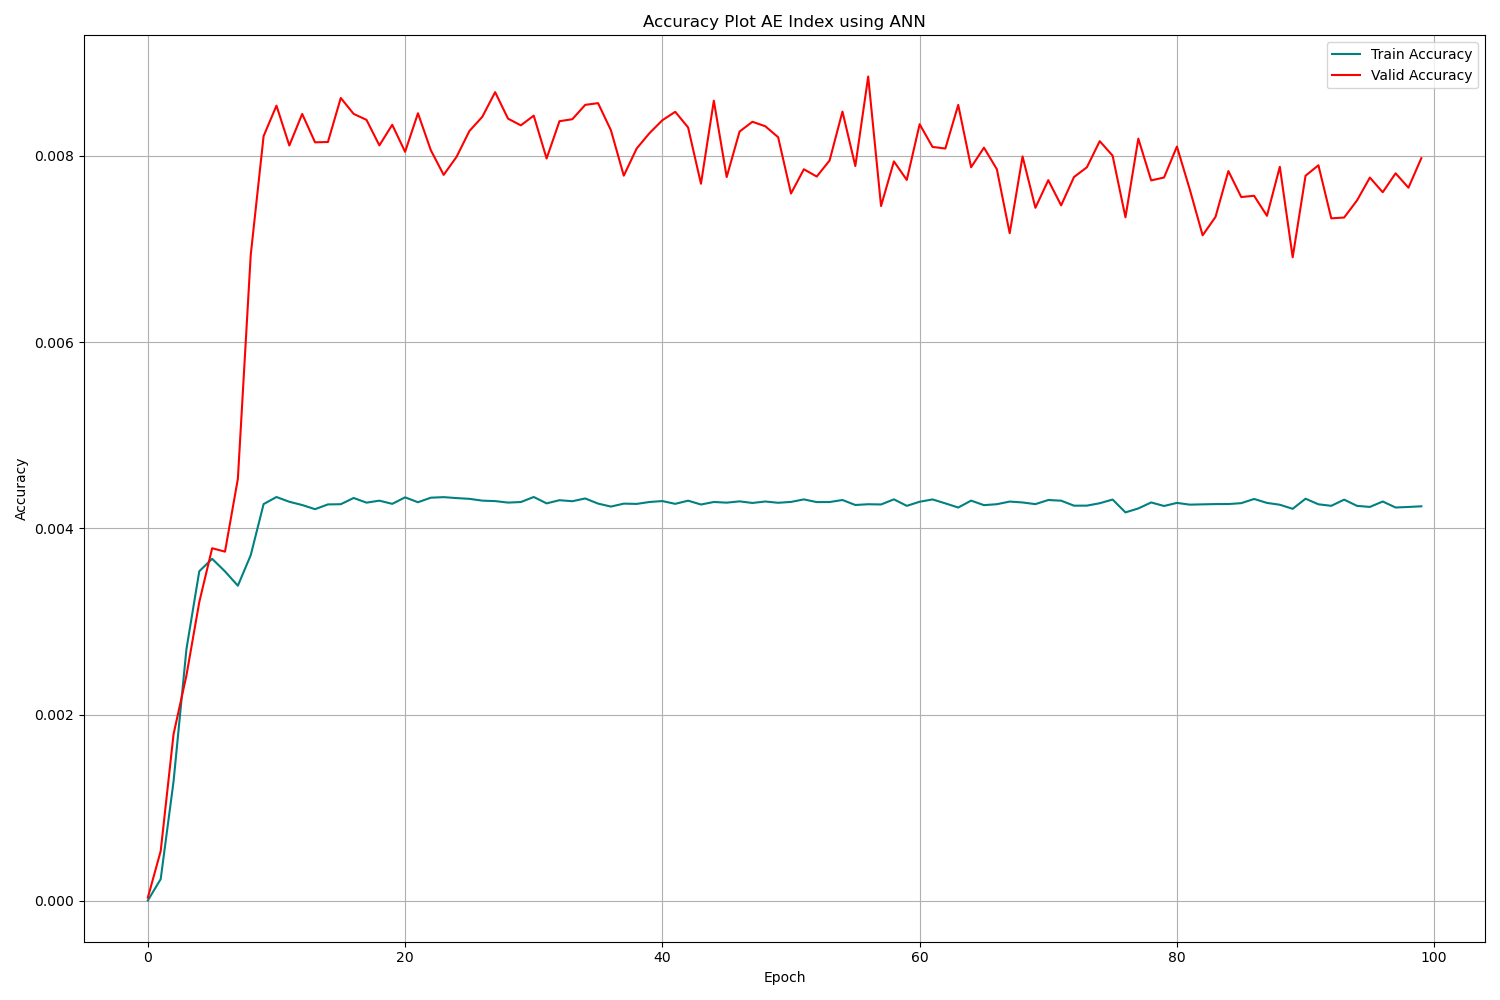 Accuracy Plot AE Index using ANN
Train Accuracy
Valid Accuracy
Accuracy
0.008
0.006
0.004
0.002
0.000
0 20 40 60 80 100
Epoch